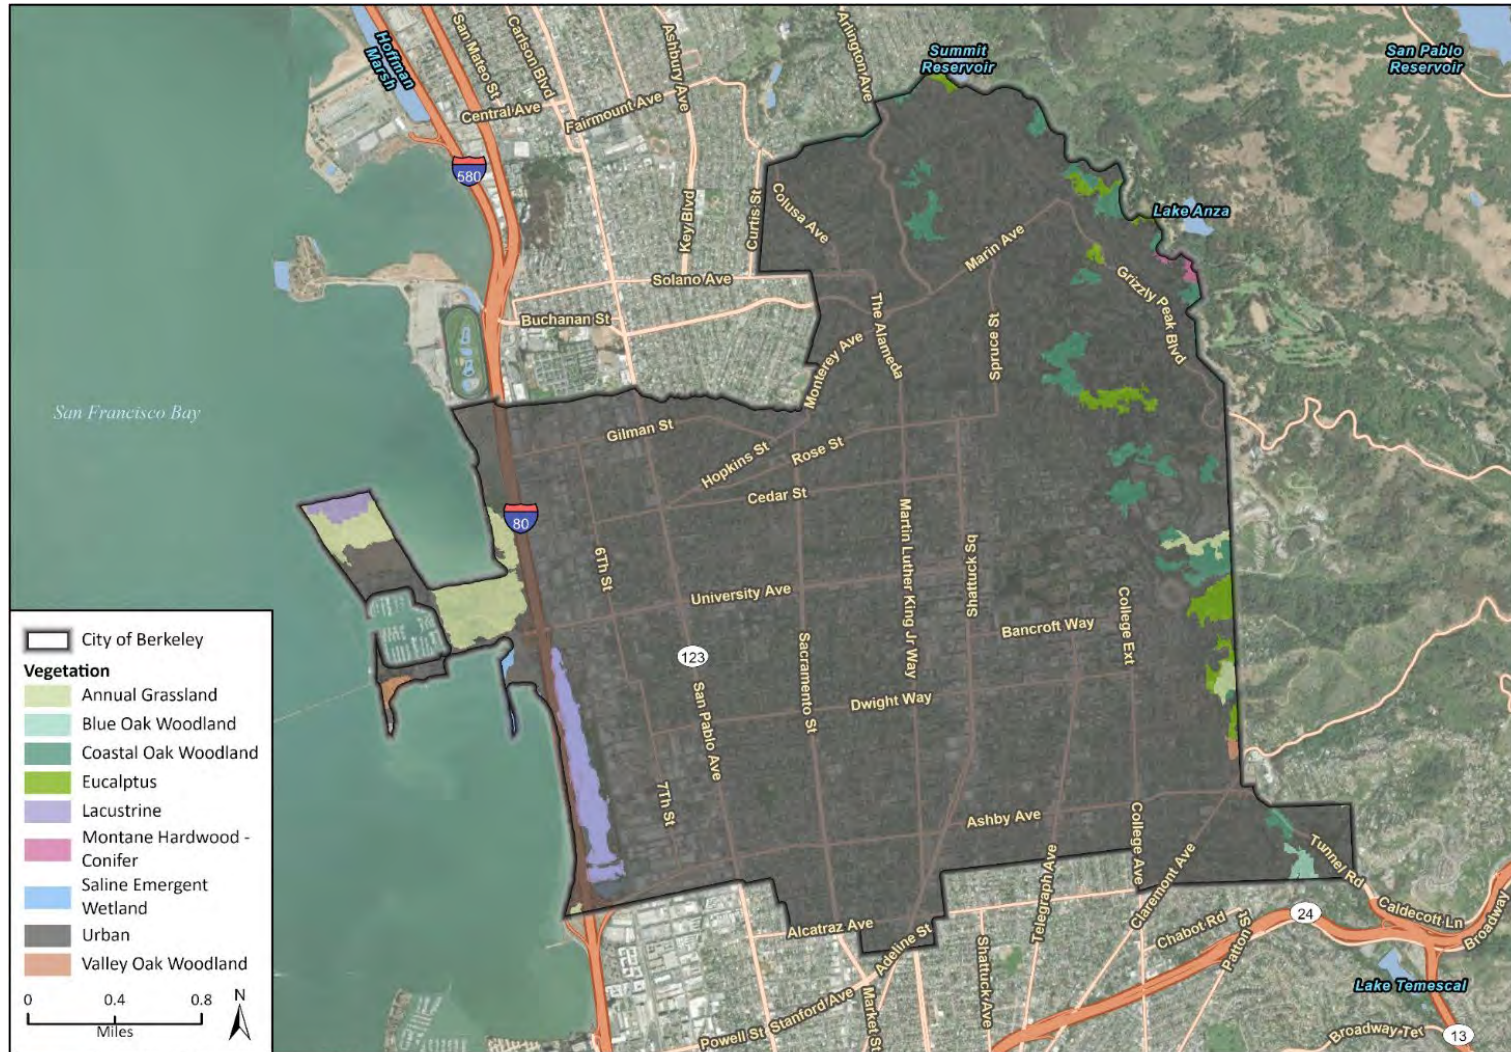 Hoffman
Marsh
San Mateo St
Carlson Blvd
Ashbury Ave
Arlington Ave
Summit
Reservoir
San Pablo
Reservoir
Central Ave
Fairmount Ave
580
Key Blvd
Curtis St
Colusa Ave
Lake Anza
Marin Ave
Solano Ave
Grizzly Peak Blvd
Buchanan St
The Alameda
Spruce St
Monterey Ave
San Francisco Bay
Gilman St
Hopkins St
Rose St
Cedar St
80
Martin Luther King Jr Way
Shattuck Sq
6Th St
University Ave
College Ext
Bancroft Way
123
Sacramento St
San Pablo Ave
Dwight Way
7Th St
Ashby Ave
College Ave
Telegraph Ave
Claremont Ave
Tunnel Rd
Alcatraz Ave
Adeline St
24
Caldecott Ln
Broadway
Chabot Rd
Patton St
Shattuck Ave
Stanford Ave
Market St
Powell St
Lake Temescal
Broadway Ter
13
City of Berkeley
Vegetation
Annual Grassland
Blue Oak Woodland
Coastal Oak Woodland
Eucalptus
Lacustrine
Montane Hardwood -
Conifer
Saline Emergent
Wetland
Urban
Valley Oak Woodland
0 0.4 0.8
Miles
N